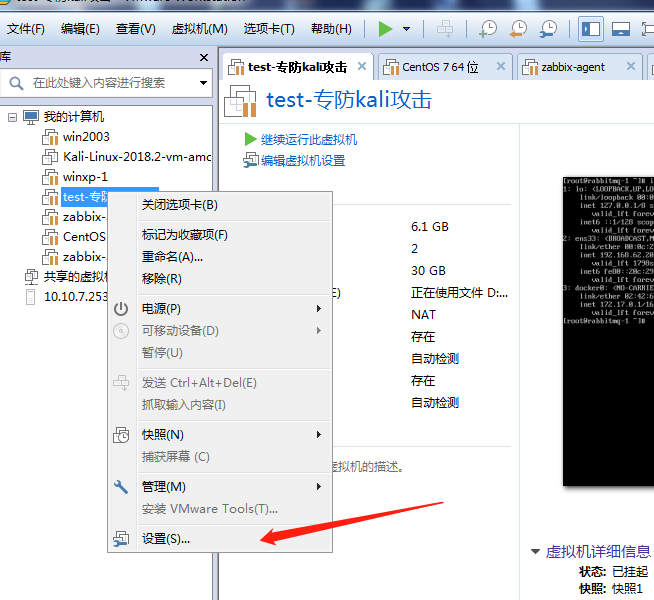 test-专防kali攻击 - VMware Workstation
文件(F) 编辑(E) 查看(V) 虚拟机(M) 选项卡(T) 帮助(H)
库
在此处键入内容进行搜索
我的计算机
win2003
Kali-Linux-2018.2-vm-amd
winxp-1
test-专防
zabbix-
CentOS
zabbix-
共享的虚拟机
10.10.7.253
test-专防kali攻击
CentOS 7 64 位
zabbix-agent
test-专防kali攻击
继续运行此虚拟机
编辑虚拟机设置
关闭选项卡(B)
标记为收藏项(F)
重命名(A)...
移除(R)
电源(P)
可移动设备(D)
暂停(U)
发送 Ctrl+Alt+Del(E)
抓取输入内容(I)
快照(N)
捕获屏幕 (C)
管理(M)
安装 VMware Tools(T)...
设置(S)...
6.1 GB
2
30 GB
E)
正在使用文件 D:...
NAT
存在
自动检测
存在
自动检测
虚拟机的描述。
[root@rabbitmq-1 ~]# i
1: lo: <LOOPBACK,UP,LO
link/loopback 00:0
inet 127.0.0.1/8 s
valid_lft forev
inet6 ::1/128 scop
valid_lft forev
2: ens33: <BROADCAST,M
link/ether 00:0c:2
inet 192.168.62.20
valid_lft 1798s
inet6 fe80::20c:29
valid_lft forev
3: docker0: <NO-CARRIE
link/ether 02:42:6
inet 172.17.0.1/16
valid_lft forev
[root@rabbitmq-1 ~]#
虚拟机详细信息
状态: 已挂起
快照: 快照1